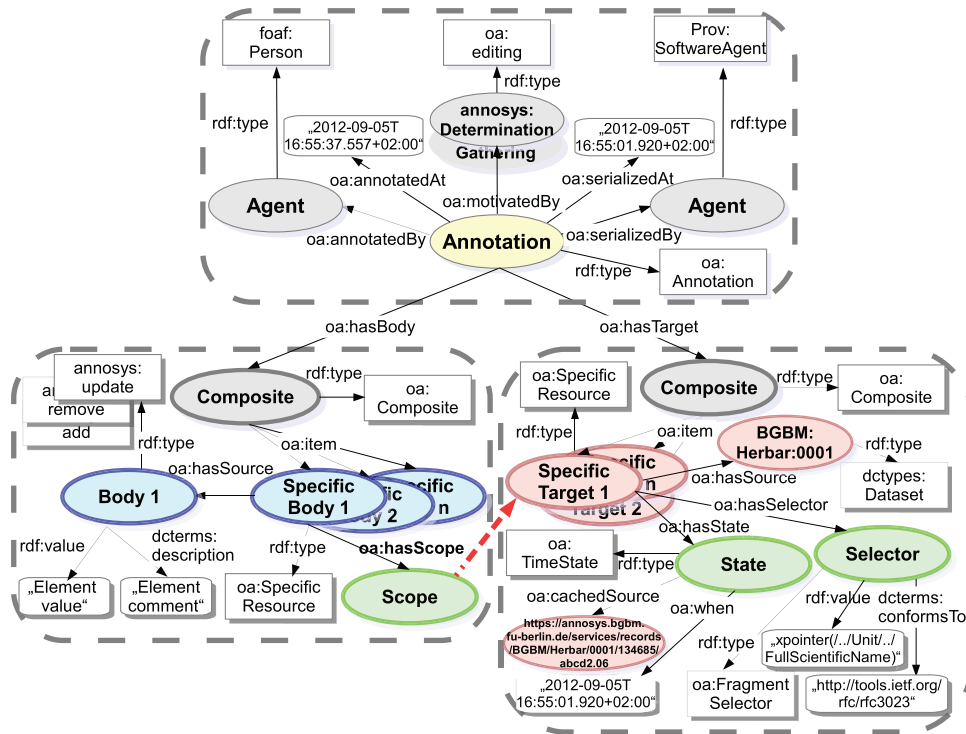 foaf:
Person
oa:
editing
Prov:
SoftwareAgent
rdf:type
rdf:type
rdf:type
annosys:
Determination
Gathering
„2012-09-05T
16:55:37.557+02:00“
„2012-09-05T
16:55:01.920+02:00“
oa:annotatedAt
oa:serializedAt
oa:motivatedBy
Agent
Agent
oa:annotatedBy
oa:serializedBy
Annotation
rdf:type
oa:
Annotation
oa:hasBody
oa:hasTarget
annosys:
update
remove
add
rdf:type
Composite
rdf:type
oa:
Composite
oa:item
oa:hasSource
Body 1
Specific
Body 1
rdf:value
dcterms:
description
rdf:type
oa:hasScope
„Element
value“
„Element
comment“
oa:Specific
Resource
Scope
oa:Specific
Resource
Composite
rdf:type
oa:
Composite
rdf:type
oa:item
BGBM:
Herbar:0001
rdf:type
dctypes:
Dataset
Specific
Target 1
Target 2
oa:hasSource
oa:hasSelector
oa:hasState
oa:
TimeState
rdf:type
State
Selector
oa:cachedSource
oa:when
rdf:value
dcterms:
conformsTo
https://annosys.bgbm.
fu-berlin.de/services/records
/BGBM/Herbar/0001/134685/
abcd2.06
rdf:type
„xpointer(/../Unit/../
FullScientificName)“
„2012-09-05T
16:55:01.920+02:00“
oa:Fragment
Selector
„http://tools.ietf.org/
rfc/rfc3023“